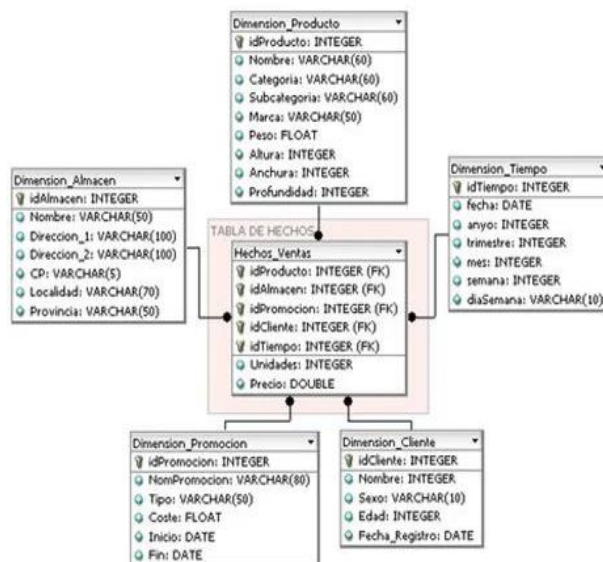 Dimension_Producto
idProducto: INTEGER
Nombre: VARCHAR(60)
Categoria: VARCHAR(60)
Subcategoria: VARCHAR(60)
Marca: VARCHAR(50)
Peso: FLOAT
Altura: INTEGER
Anchura: INTEGER
Profundidad: INTEGER
Dimension_Almacen
idAlmacen: INTEGER
Nombre: VARCHAR(50)
Direccion_1: VARCHAR(100)
Direccion_2: VARCHAR(100)
CP: VARCHAR(5)
Localidad: VARCHAR(70)
Provincia: VARCHAR(50)
Dimension_Tiempo
idTiempo: INTEGER
fecha: DATE
anyo: INTEGER
trimestre: INTEGER
mes: INTEGER
semana: INTEGER
diaSemana: VARCHAR(10)
TABLA DE HECHOS
Hechos_Ventas
idProducto: INTEGER (FK)
idAlmacen: INTEGER (FK)
idPromocion: INTEGER (FK)
idCliente: INTEGER (FK)
idTiempo: INTEGER (FK)
Unidades: INTEGER
Precio: DOUBLE
Dimension_Promocion
idPromocion: INTEGER
NomPromocion: VARCHAR(80)
Tipo: VARCHAR(50)
Coste: FLOAT
Inicio: DATE
Fin: DATE
Dimension_Cliente
idCliente: INTEGER
Nombre: INTEGER
Sexo: VARCHAR(10)
Edad: INTEGER
Fecha_Registro: DATE